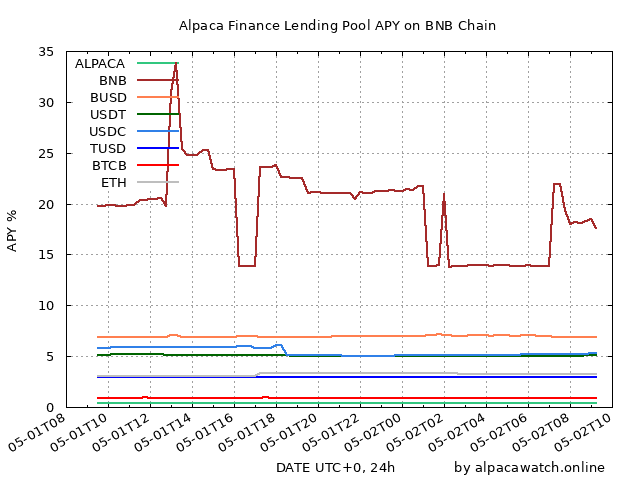 Alpaca Finance Lending Pool APY on BNB Chain
35
30
25
20
15
10
5
0
APY %
ALPACA
BNB
BUSD
USDT
USDC
TUSD
BTCB
ETH
05-01T08
05-01T10
05-01T12
05-01T14
05-01T16
05-01T18
05-01T20
05-01T22
05-02T00
05-02T02
05-02T04
05-02T06
05-02T08
05-02T10
DATE UTC+0, 24h
by alpacawatch.online